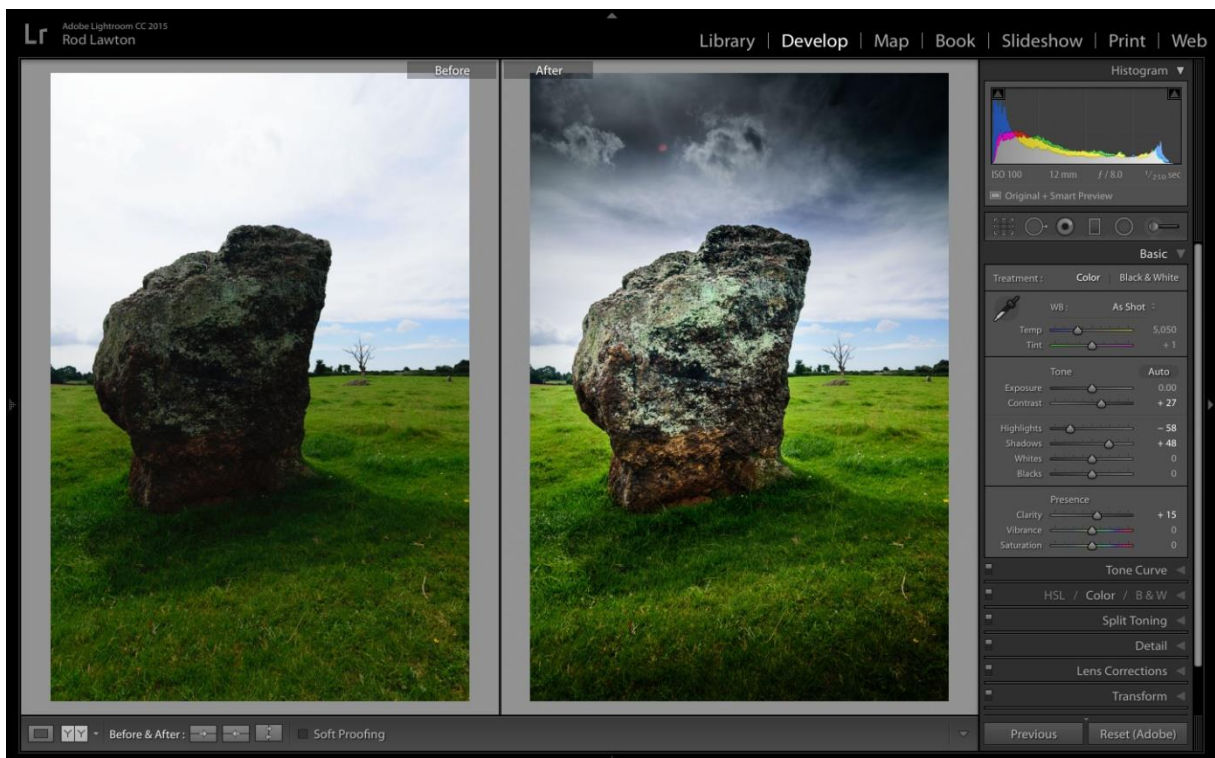 Lr
Adobe Lightroom CC 2015
Rod Lawton
Library | Develop | Map | Book | Slideshow | Print | Web
Before
After
Histogram
ISO 100 12 mm ƒ / 8.0 1/250 sec
Original + Smart Preview
Basic
Treatment : Color | Black & White
WB : As Shot
Temp 5,050
Tint + 1
Tone Auto
Exposure 0.00
Contrast + 27
Highlights − 58
Shadows + 48
Whites 0
Blacks 0
Presence
Clarity + 15
Vibrance 0
Saturation 0
Tone Curve
HSL / Color / B & W
Split Toning
Detail
Lens Corrections
Transform
Y Y Before & After : Soft Proofing
Previous Reset (Adobe)